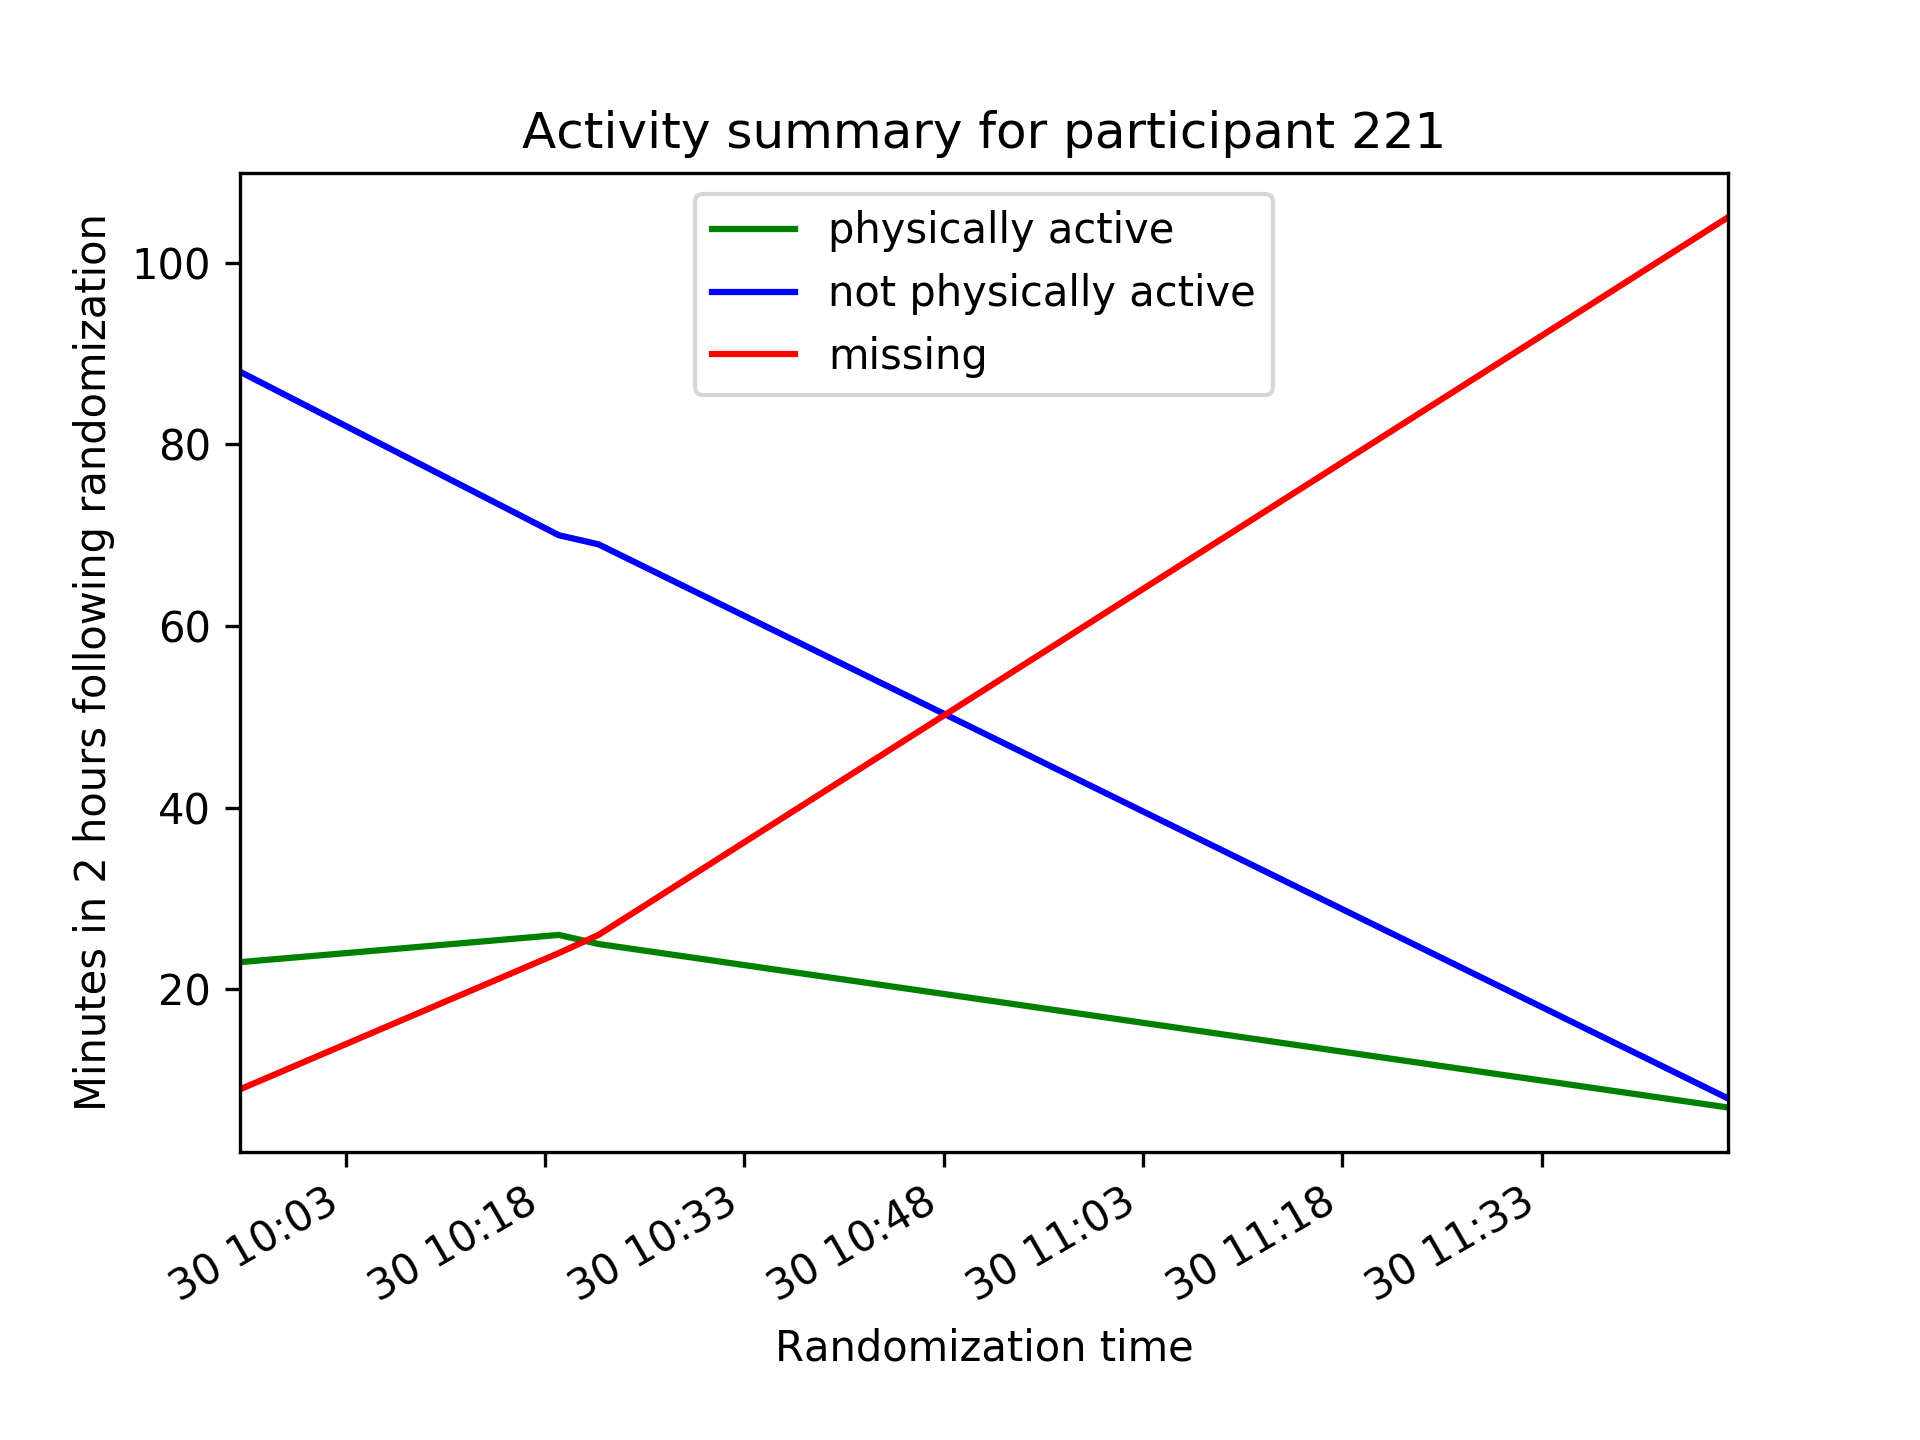 Activity summary for participant 221
physically active
not physically active
missing
Minutes in 2 hours following randomization
100
80
60
40
20
30 10:03
30 10:18
30 10:33
30 10:48
30 11:03
30 11:18
30 11:33
Randomization time